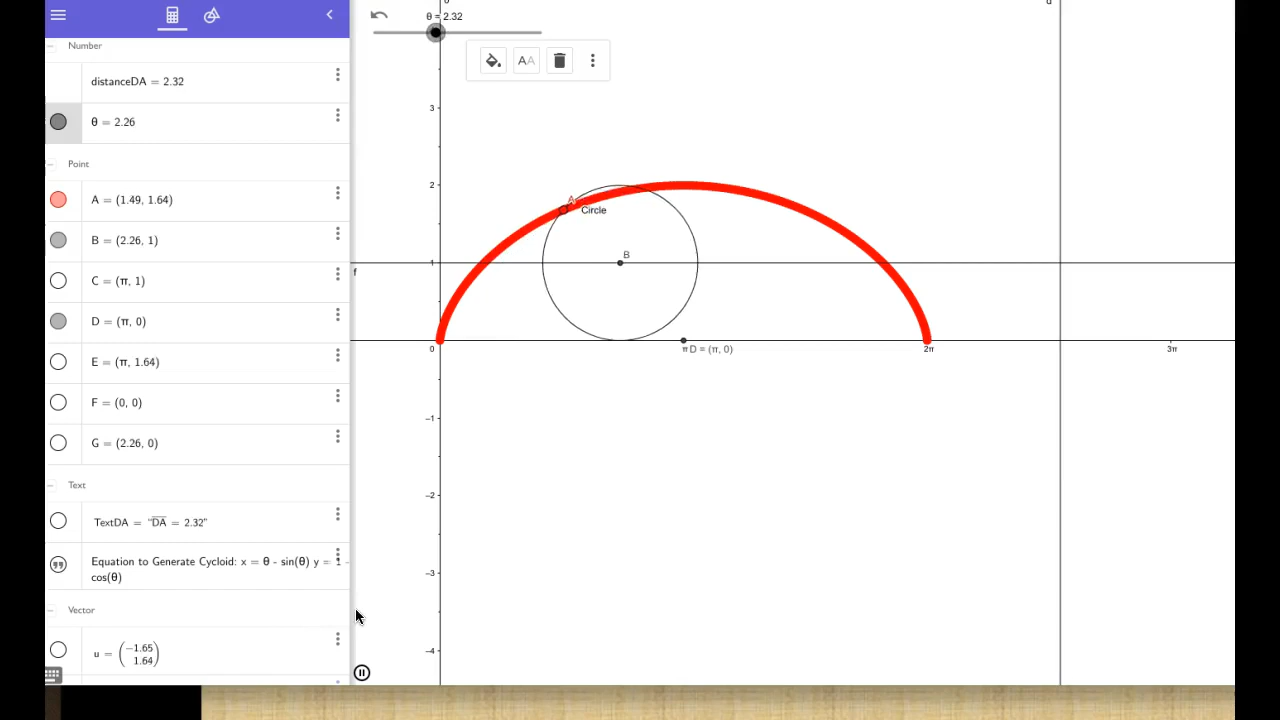 Number
distanceDA = 2.32
θ = 2.26
Point
A = (1.49, 1.64)
B = (2.26, 1)
C = (π, 1)
D = (π, 0)
E = (π, 1.64)
F = (0, 0)
G = (2.26, 0)
Text
TextDA = “DA = 2.32”
Equation to Generate Cycloid: x = θ - sin(θ) y = 1 -
cos(θ)
Vector
u = (−1.65
1.64)
θ = 2.32
AA
3
2
1
0
−1
−2
−3
−4
A
Circle
B
f
π D = (π, 0)
2π
3π